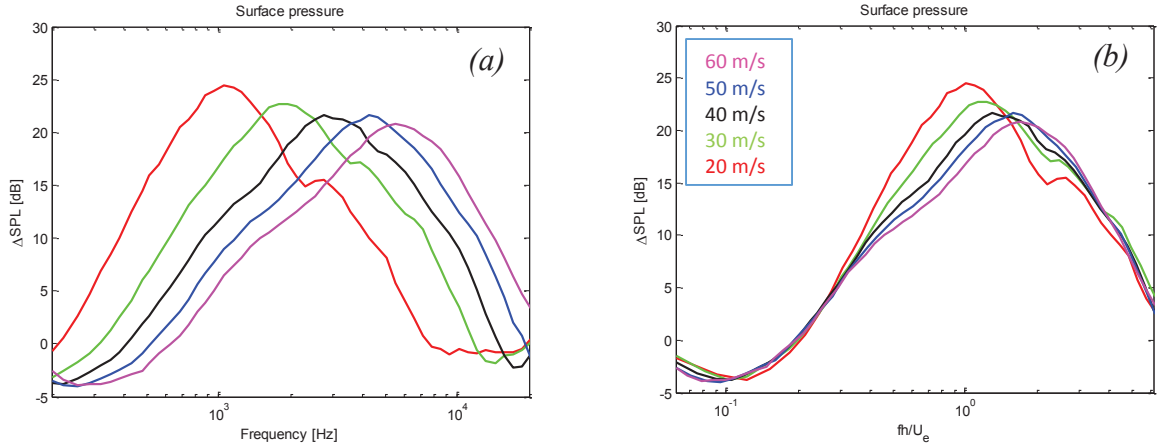 Surface pressure
30
25
20
15
10
5
0
-5
ΔSPL [dB]
(a)
10^3
10^4
Frequency [Hz]
Surface pressure
30
25
20
15
10
5
0
-5
ΔSPL [dB]
60 m/s
50 m/s
40 m/s
30 m/s
20 m/s
(b)
10^-1
10^0
fh/U_e